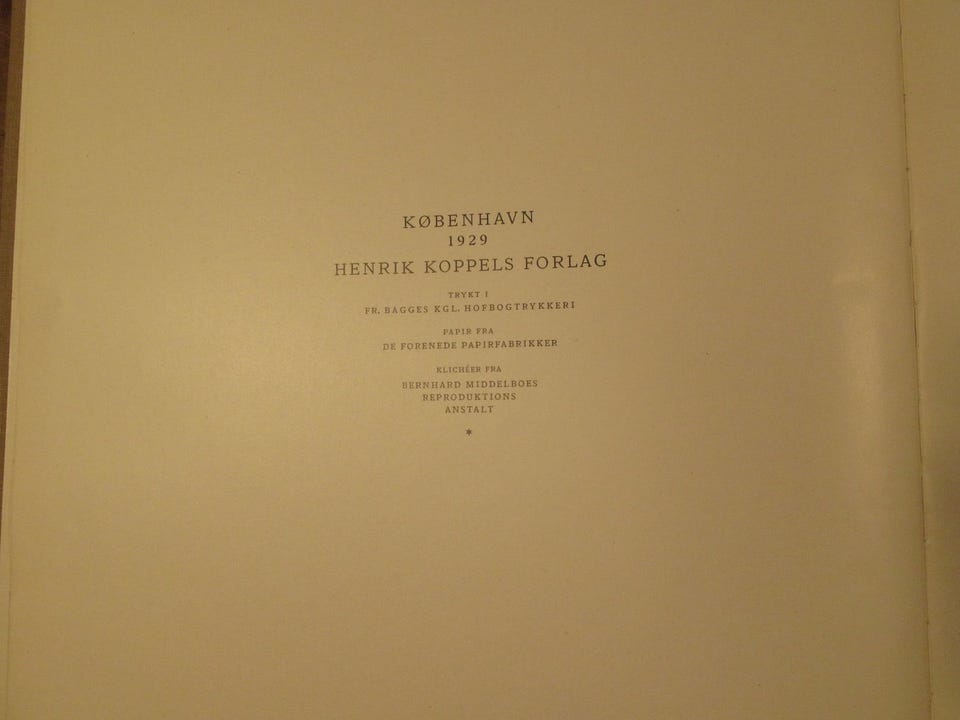 KØBENHAVN
1929
HENRIK KOPPELS FORLAG
TRYKT I
FR. BAGGES KGL. HOFBOGTRYKKERI
PAPIR FRA
DE FORENEDE PAPIRFABRIKKER
KLICHÉER FRA
BERNHARD MIDDELBOES
REPRODUKTIONS
ANSTALT
*